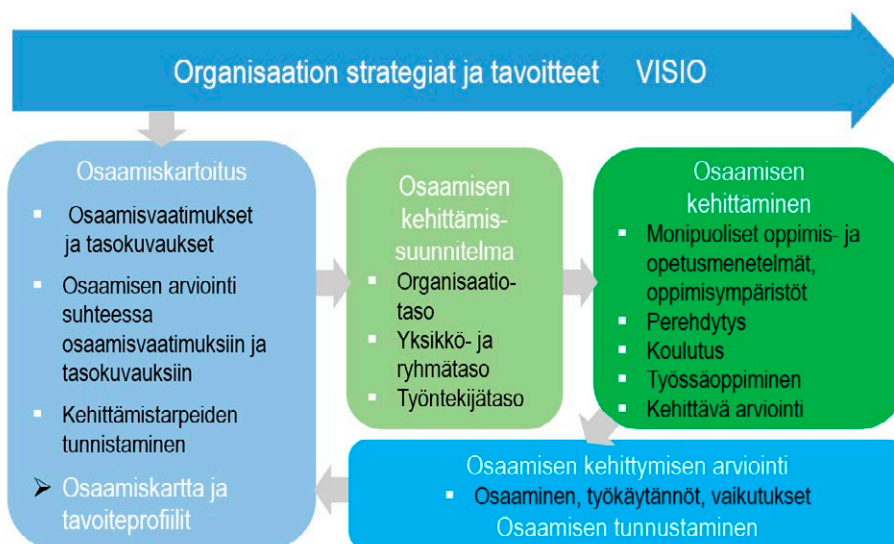 Organisaation strategiat ja tavoitteet VISIO
Osaamiskartoitus
▪ Osaamisvaatimukset
ja tasokuvaukset
▪ Osaamisen arviointi
suhteessa
osaamisvaatimuksiin ja
tasokuvauksiin
▪ Kehittämistarpeiden
tunnistaminen
➤ Osaamiskartta ja
tavoiteprofiilit
Osaamisen
kehittämis-
suunnitelma
▪ Organisaatio-
taso
▪ Yksikkö- ja
ryhmätaso
▪ Työntekijätaso
Osaamisen
kehittäminen
▪ Monipuoliset oppimis- ja
opetusmenetelmät,
oppimisympäristöt
▪ Perehdytys
▪ Koulutus
▪ Työssäoppiminen
▪ Kehittävä arviointi
Osaamisen kehittymisen arviointi
▪ Osaaminen, työkäytännöt, vaikutukset
Osaamisen tunnustaminen